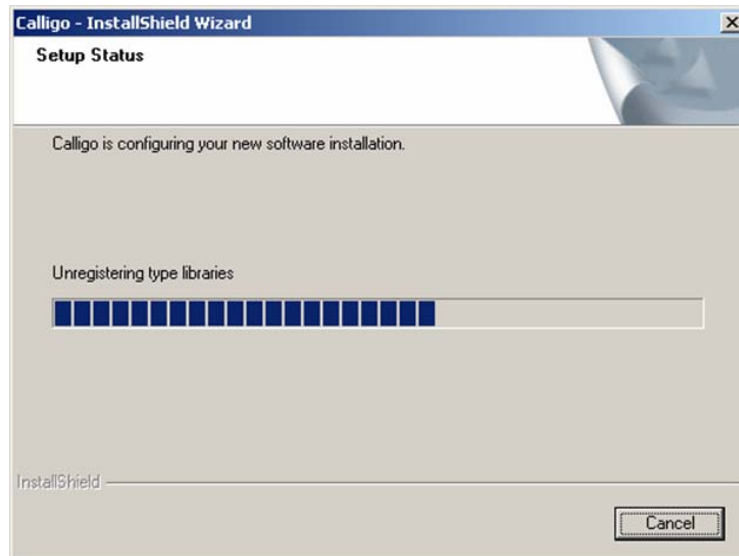 Calligo - InstallShield Wizard
Setup Status
Calligo is configuring your new software installation.
Unregistering type libraries
InstallShield
Cancel